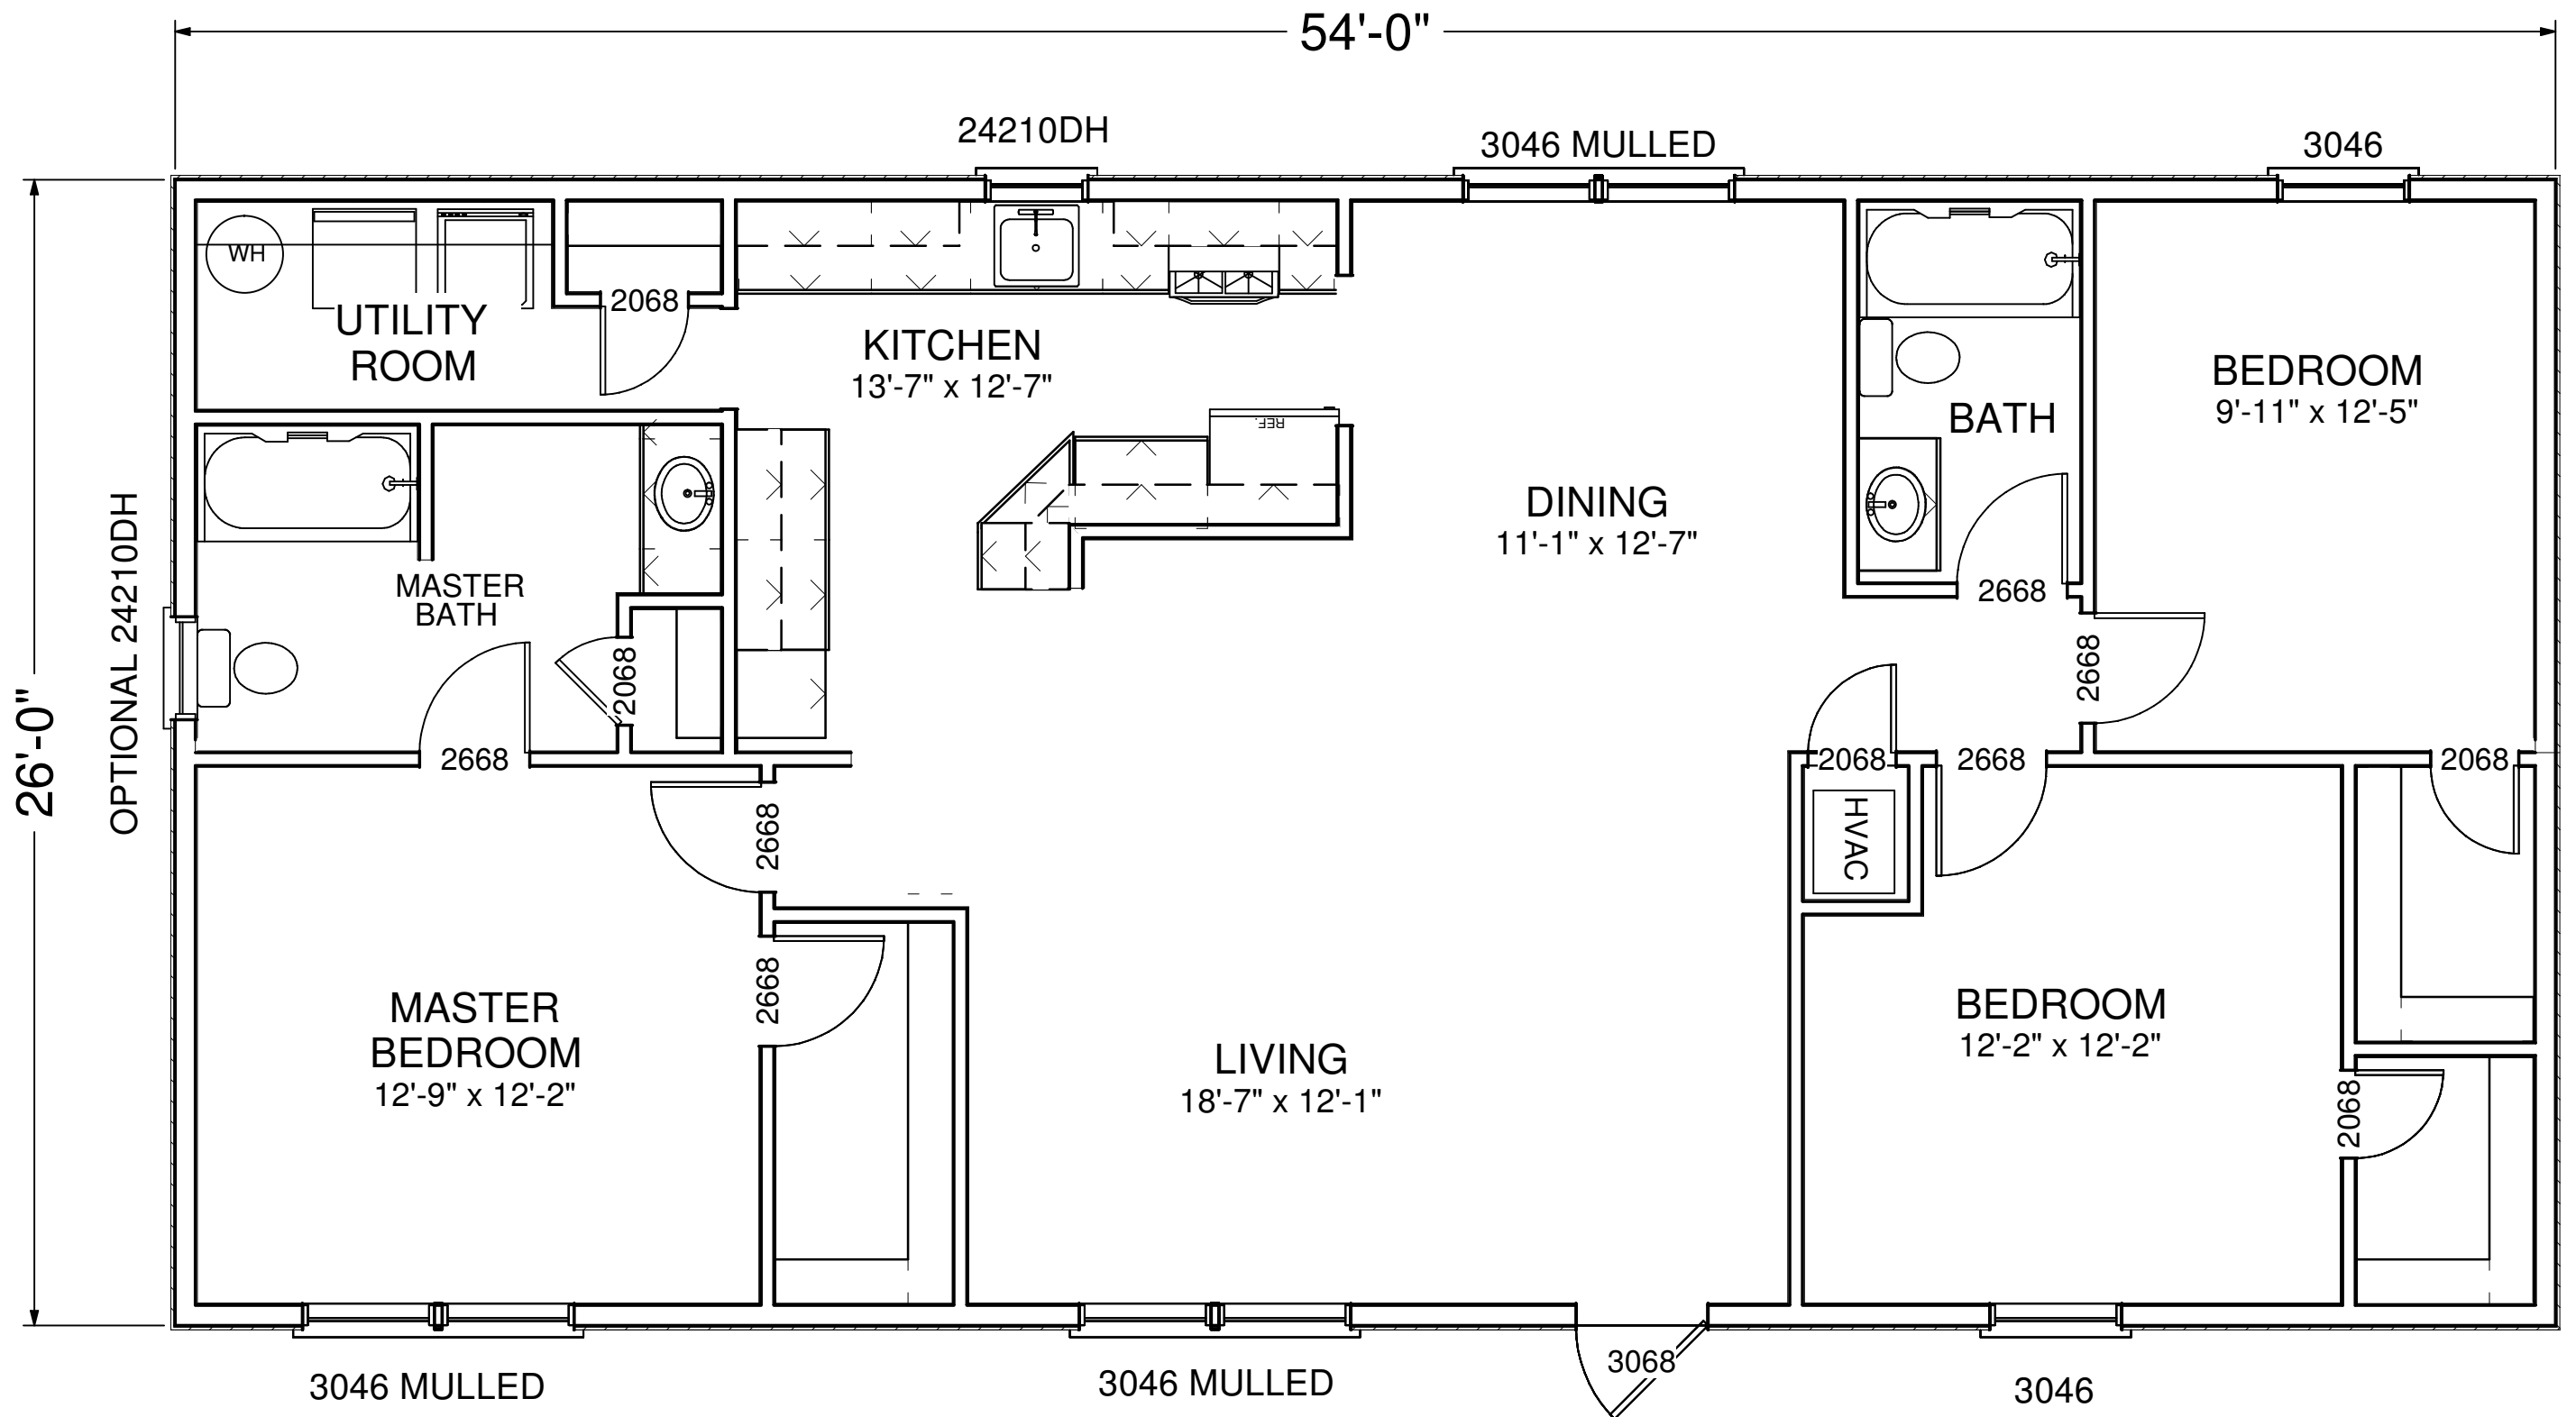 54'-0"
24210DH
3046 MULLED
3046
WH
2068
UTILITY
ROOM
KITCHEN
13'-7" x 12'-7"
BEDROOM
9'-11" x 12'-5"
BATH
REF.
DINING
11'-1" x 12'-7"
OPTIONAL 24210DH
MASTER
BATH
2668
2068
2668
26'-0"
2668
2068
2668
2068
2668
HVAC
2668
MASTER
BEDROOM
12'-9" x 12'-2"
LIVING
18'-7" x 12'-1"
BEDROOM
12'-2" x 12'-2"
2068
3068
3046 MULLED
3046 MULLED
3046